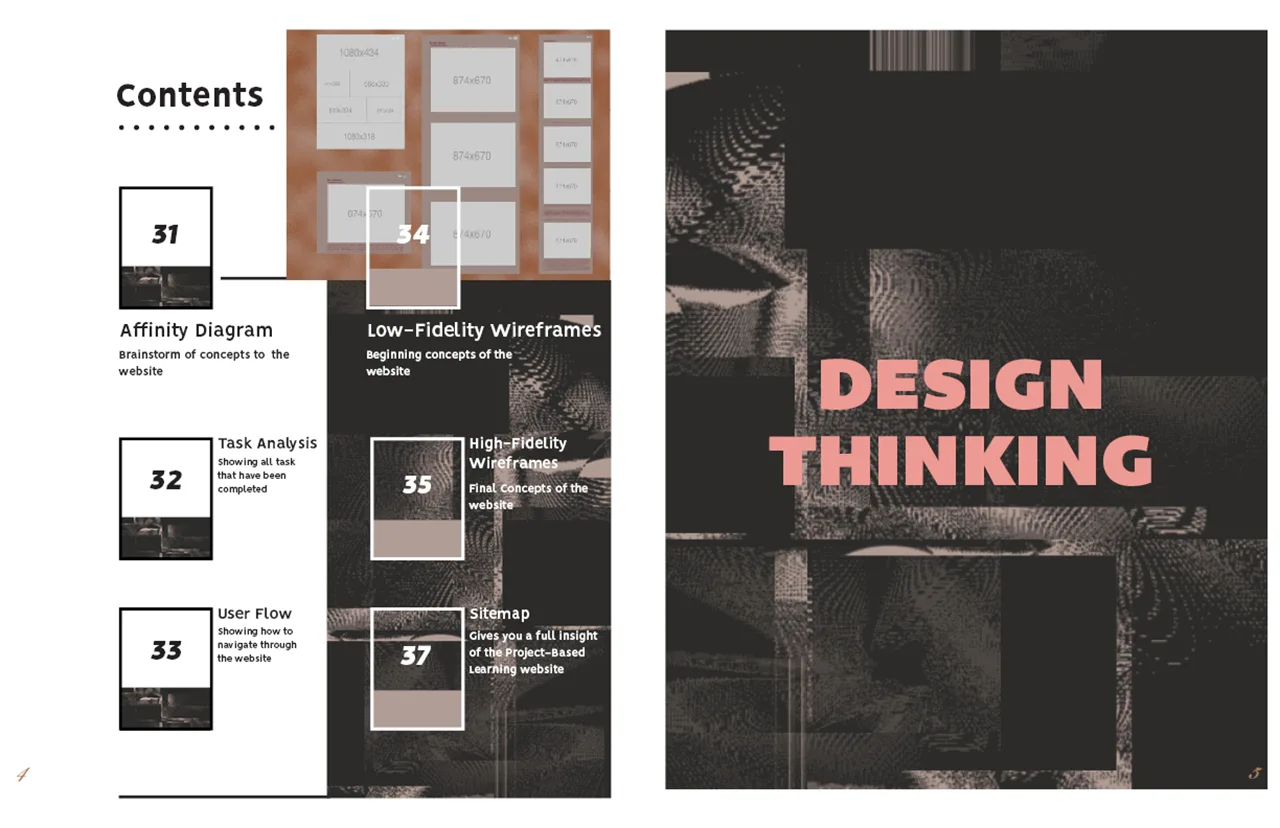 Contents
1080x434
874x670
874x670
1080x318
874x670
31
34
Affinity Diagram
Brainstorm of concepts to the
website
Low-Fidelity Wireframes
Beginning concepts of the
website
32
Task Analysis
Showing all task
that have been
completed
35
High-Fidelity
Wireframes
Final Concepts of the
website
33
User Flow
Showing how to
navigate through
the website
37
Sitemap
Gives you a full insight
of the Project-Based
Learning website
4
DESIGN
THINKING